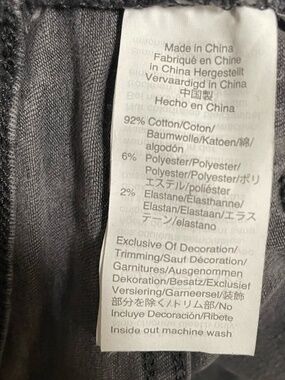 Made in China
Fabriqué en Chine
in China Hergestellt
Vervaardigd in China
中国製
Hecho en China
92% Cotton/Coton/
Baumwolle/Katoen/綿/
algodón
6% Polyester/Polyester/
Polyester/Polyester/ポリ
エステル/poliéster
2% Elastane/Élasthanne/
Elastan/Elastaan/エラス
テーン/elastano
Exclusive Of Decoration/
Trimming/Sauf Décoration/
Garnitures/Ausgenommen
Dekoration/Besatz/Exclusief
Versiering/Garneersel/装飾
部分を除く/トリム部/No
Incluye Decoración/Ribete
Inside out machine wash